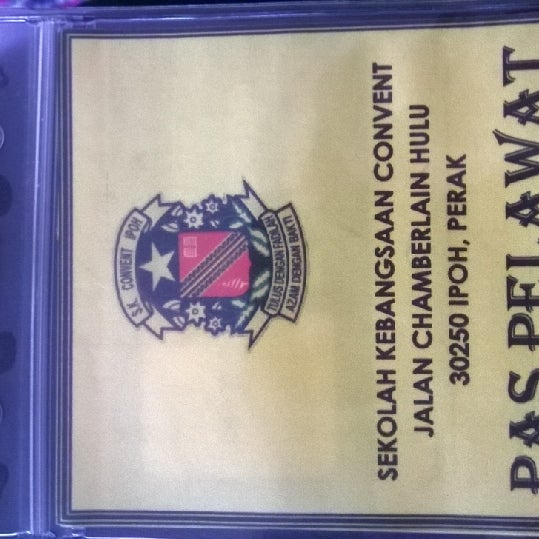 S.K. CONVENT IPOH
TULUS DENGAN FADILAH
AZAM DENGAN BAKTI
SEKOLAH KEBANGSAAN CONVENT
JALAN CHAMBERLAIN HULU
30250 IPOH, PERAK
PAS PELAWAT